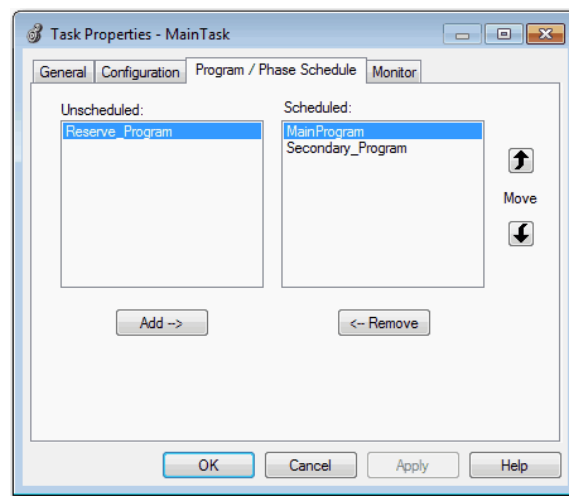 Task Properties - MainTask
General Configuration Program / Phase Schedule Monitor
Unscheduled:
Reserve_Program
Scheduled:
MainProgram
Secondary_Program
Move
Add -->
<-- Remove
OK Cancel Apply Help